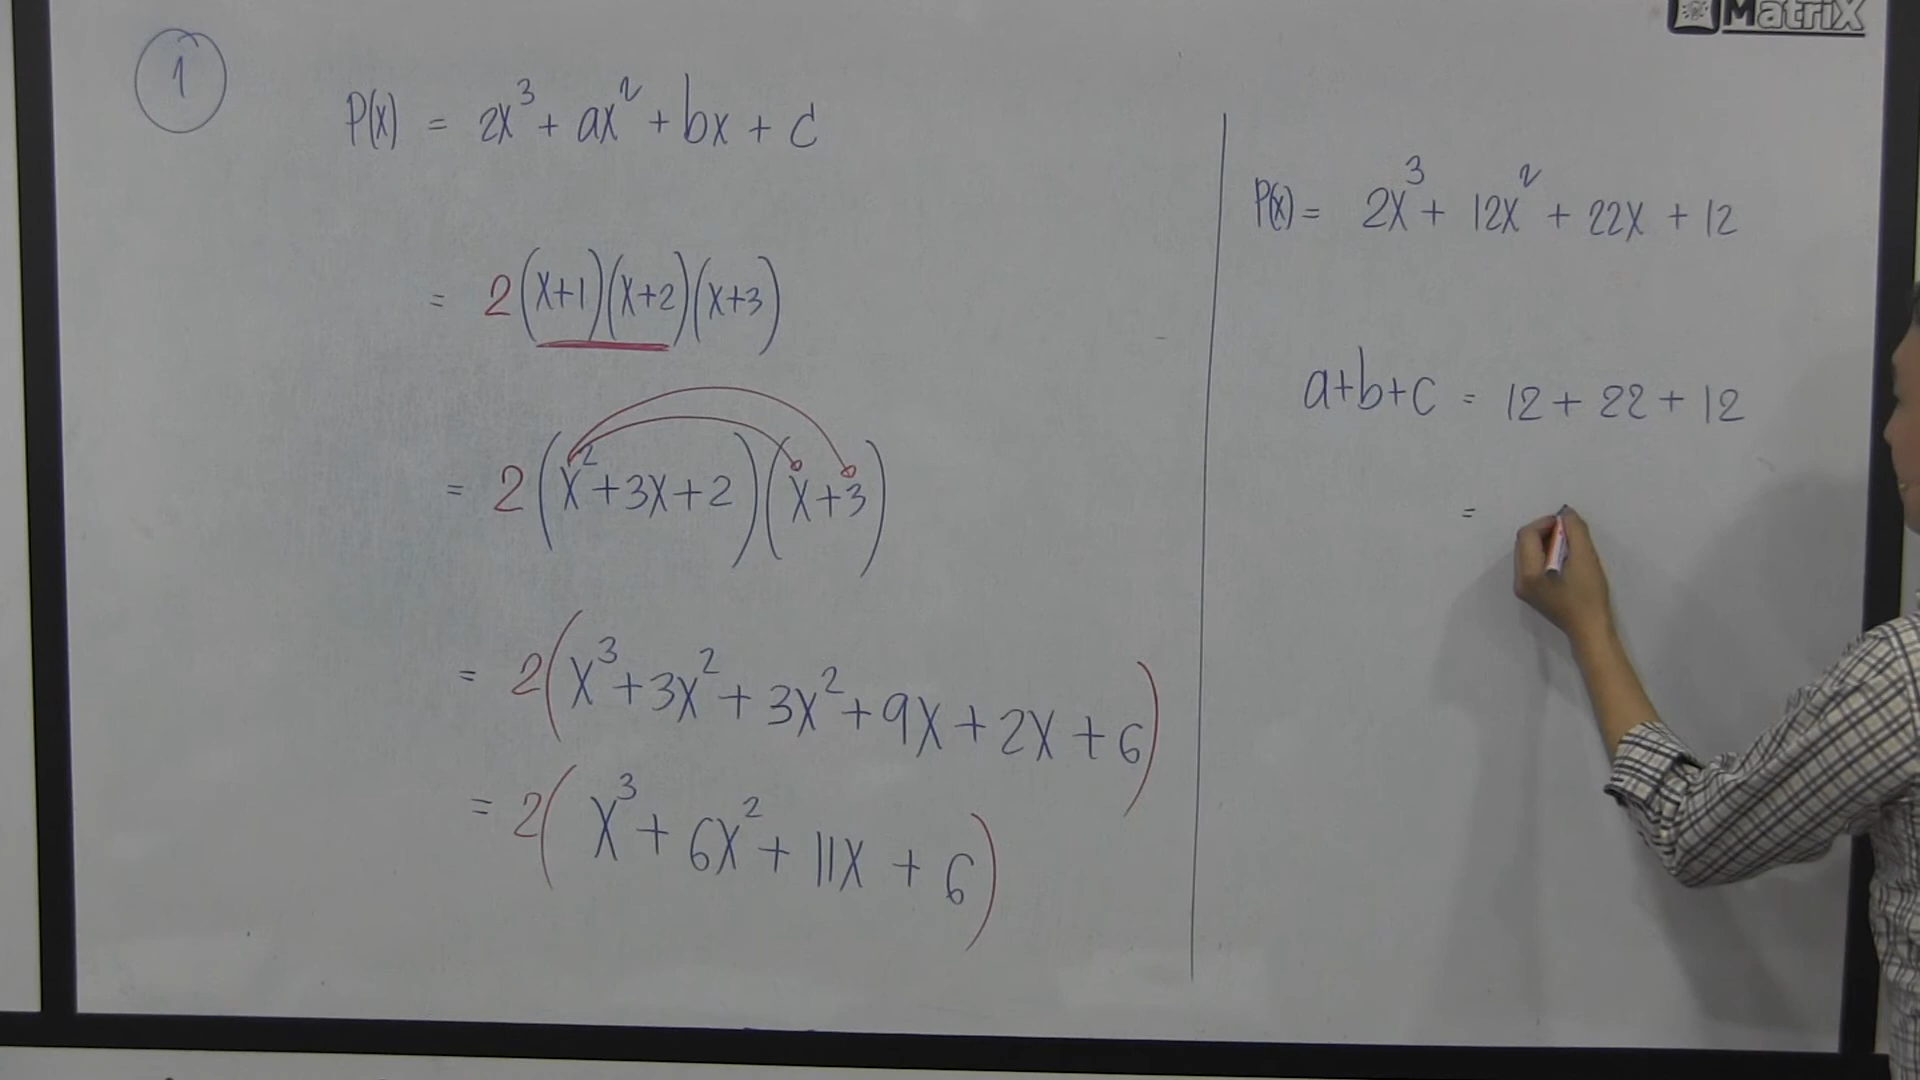 MatriX
1
P(x) = 2x³ + ax² + bx + c
= 2(x+1)(x+2)(x+3)
= 2(x²+3x+2)(x+3)
= 2(x³+3x²+3x²+9x+2x+6)
= 2(x³+6x²+11x+6)
P(x) = 2x³ + 12x² + 22x + 12
a+b+c = 12 + 22 + 12
=